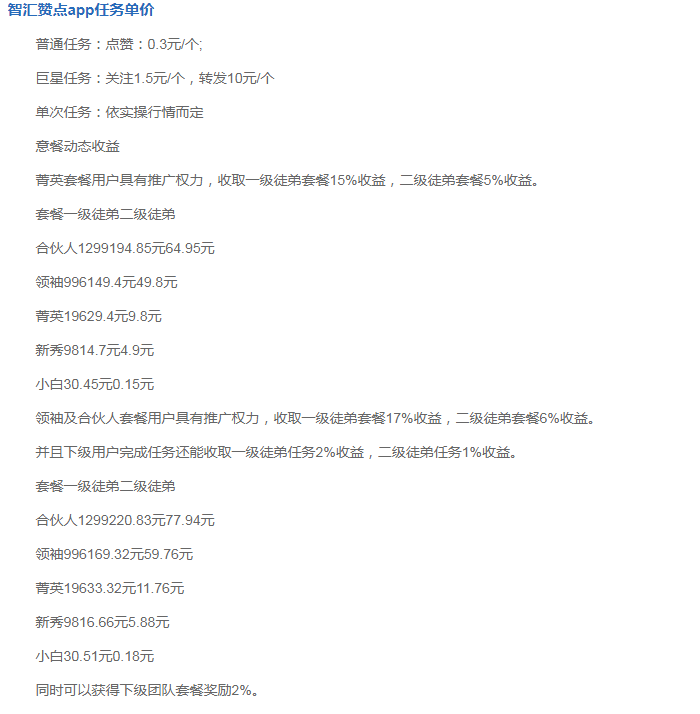 智汇赞点app任务单价
普通任务：点赞：0.3元/个;
巨星任务：关注1.5元/个，转发10元/个
单次任务：依实操行情而定
意餐动态收益
菁英套餐用户具有推广权力，收取一级徒弟套餐15%收益，二级徒弟套餐5%收益。
套餐一级徒弟二级徒弟
合伙人1299194.85元64.95元
领袖996149.4元49.8元
菁英19629.4元9.8元
新秀9814.7元4.9元
小白30.45元0.15元
领袖及合伙人套餐用户具有推广权力，收取一级徒弟套餐17%收益，二级徒弟套餐6%收益。
并且下级用户完成任务还能收取一级徒弟任务2%收益，二级徒弟任务1%收益。
套餐一级徒弟二级徒弟
合伙人1299220.83元77.94元
领袖996169.32元59.76元
菁英19633.32元11.76元
新秀9816.66元5.88元
小白30.51元0.18元
同时可以获得下级团队套餐奖励2%。